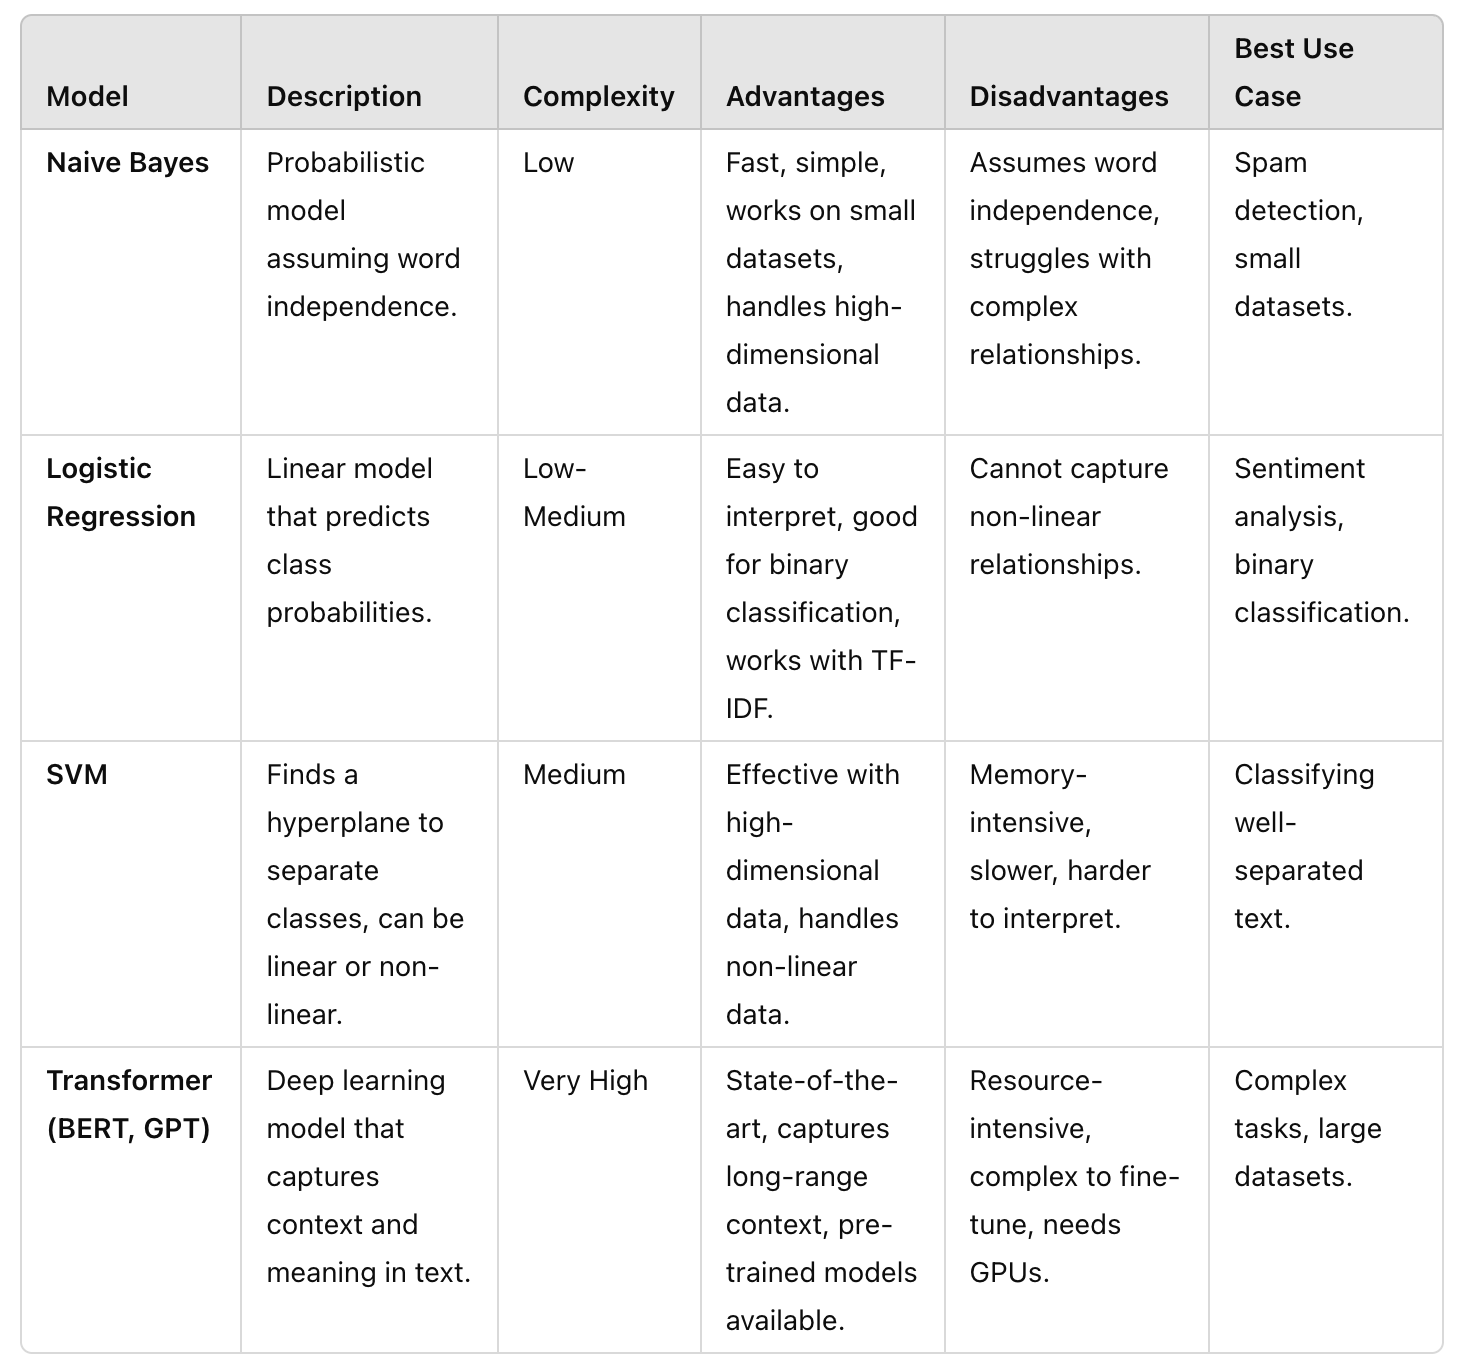 Model
Description
Complexity
Advantages
Disadvantages
Best Use
Case
Naive Bayes
Probabilistic
model
assuming word
independence.
Low
Fast, simple,
works on small
datasets,
handles high-
dimensional
data.
Assumes word
independence,
struggles with
complex
relationships.
Spam
detection,
small
datasets.
Logistic
Regression
Linear model
that predicts
class
probabilities.
Low-
Medium
Easy to
interpret, good
for binary
classification,
works with TF-
IDF.
Cannot capture
non-linear
relationships.
Sentiment
analysis,
binary
classification.
SVM
Finds a
hyperplane to
separate
classes, can be
linear or non-
linear.
Medium
Effective with
high-
dimensional
data, handles
non-linear
data.
Memory-
intensive,
slower, harder
to interpret.
Classifying
well-
separated
text.
Transformer
(BERT, GPT)
Deep learning
model that
captures
context and
meaning in text.
Very High
State-of-the-
art, captures
long-range
context, pre-
trained models
available.
Resource-
intensive,
complex to fine-
tune, needs
GPUs.
Complex
tasks, large
datasets.